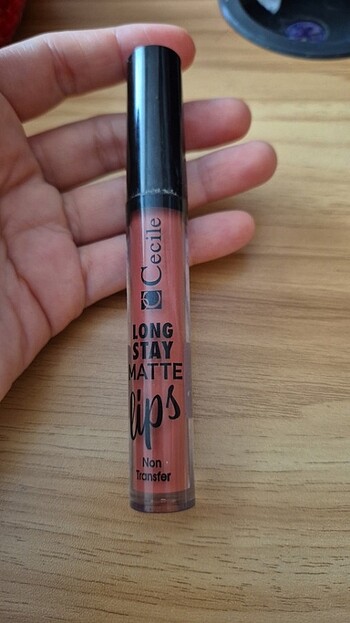 Cecile
LONG
STAY
MATTE
lips
Non
Transfer